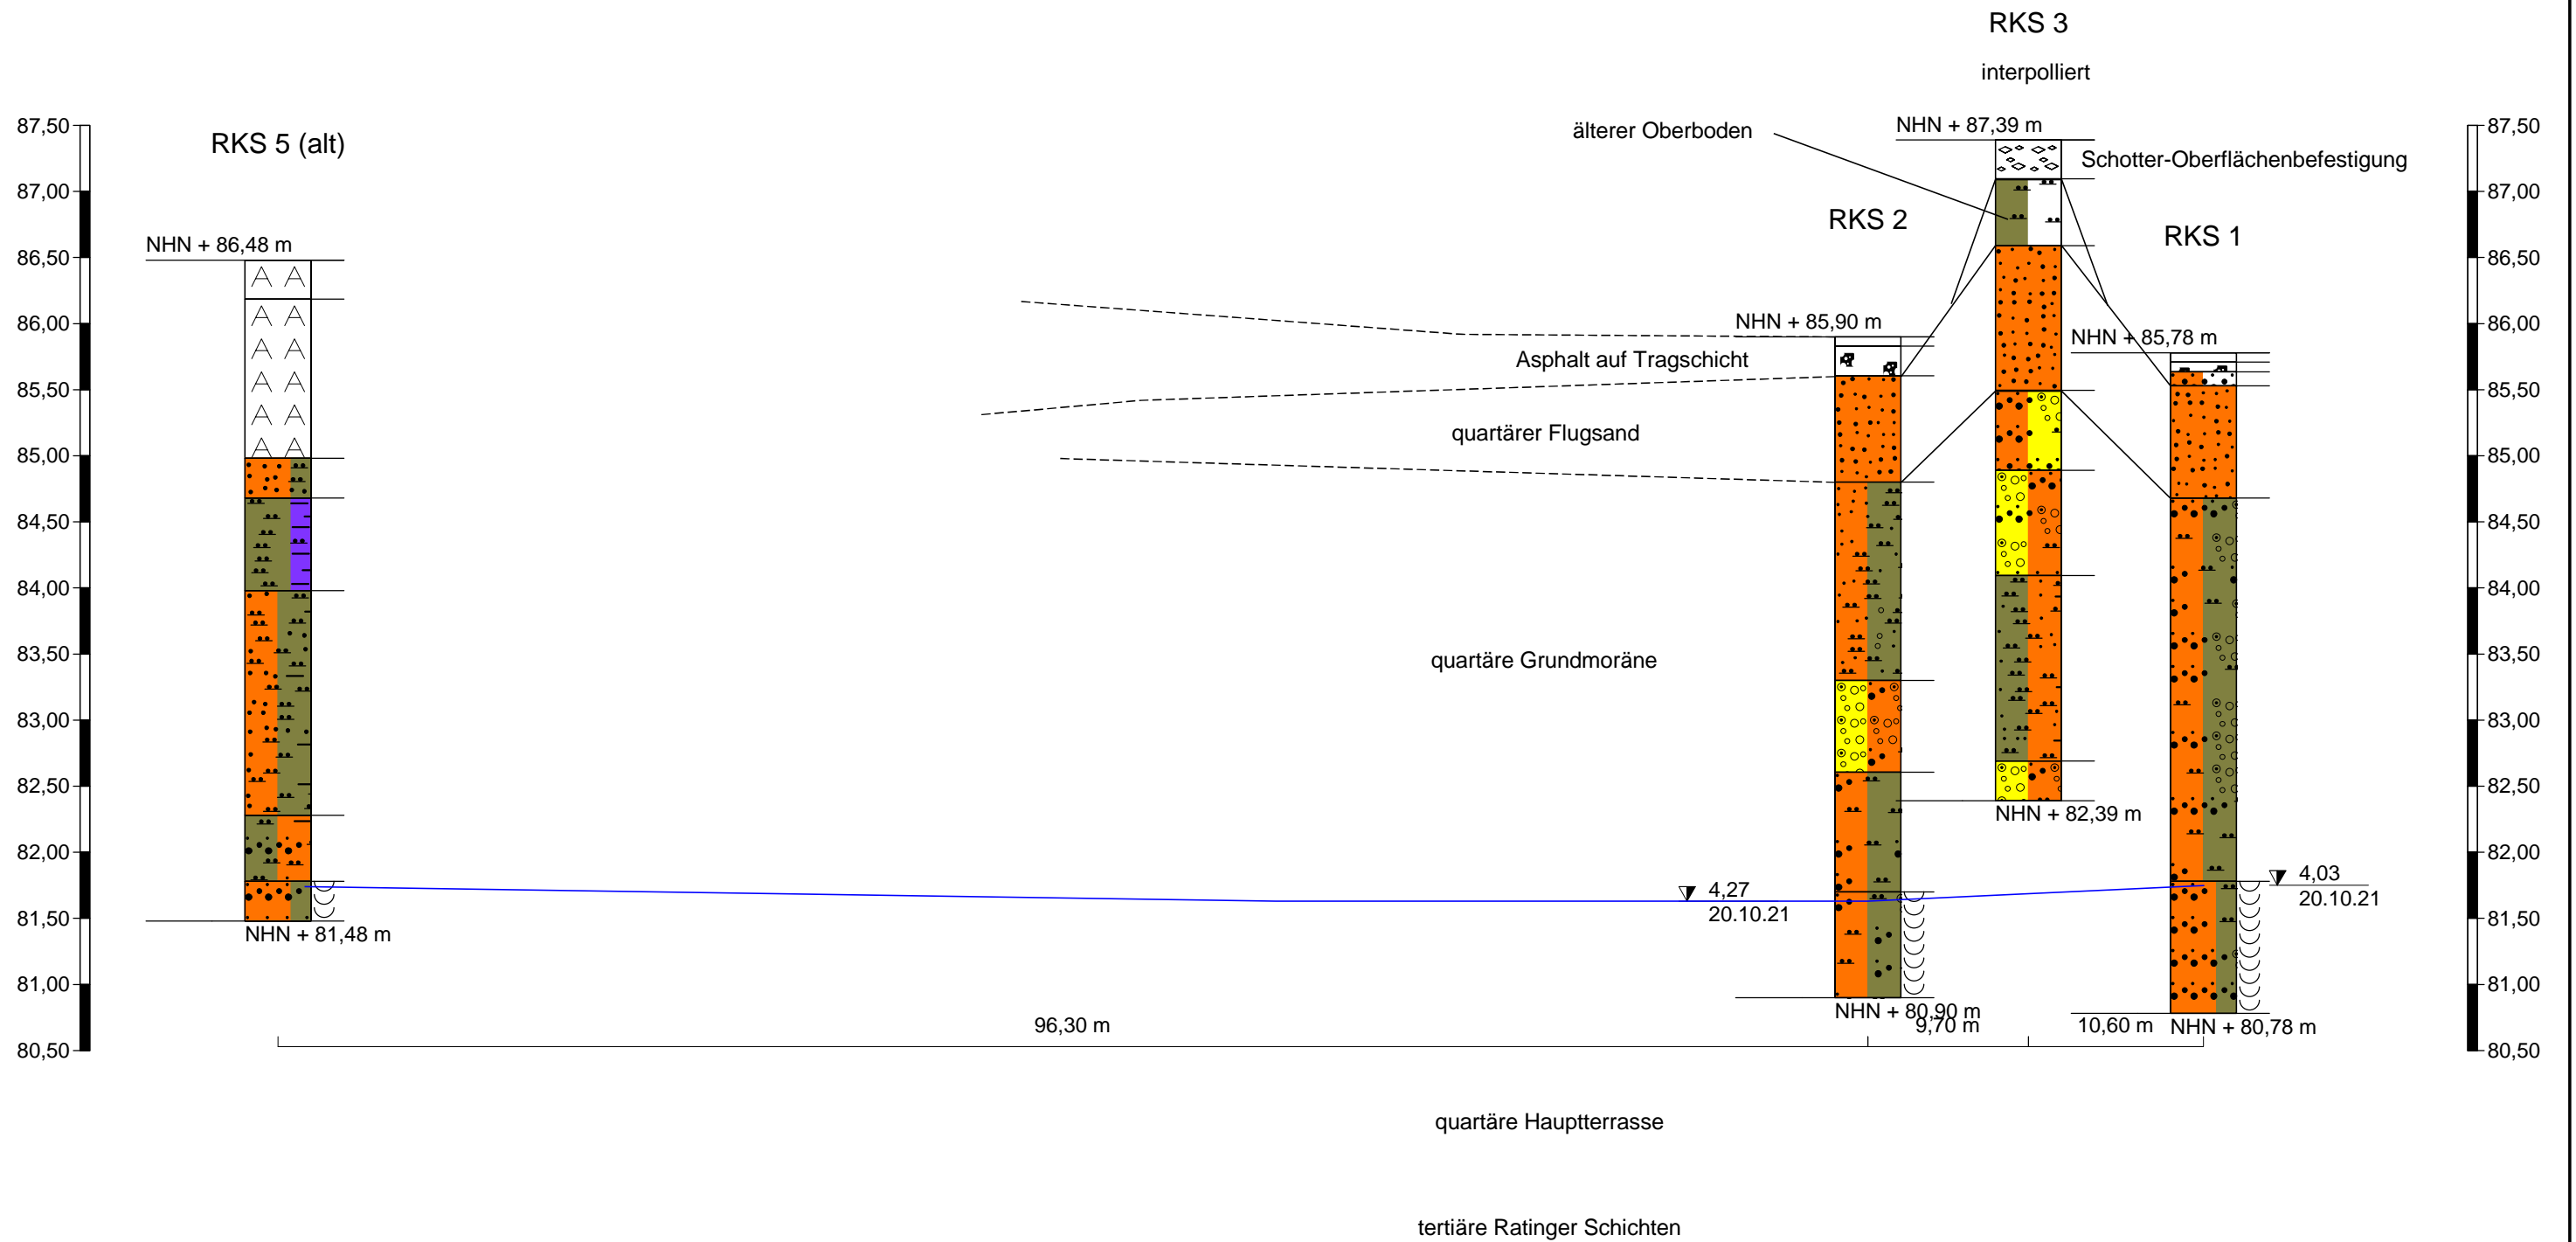 RKS 3
interpolliert
87,50
RKS 5 (alt)
älterer Oberboden
NHN + 87,39 m
87,50
Schotter-Oberflächenbefestigung
87,00
87,00
RKS 2
RKS 1
NHN + 86,48 m
86,50
86,50
86,00
NHN + 85,90 m
NHN + 85,78 m
86,00
Asphalt auf Tragschicht
85,50
85,50
quartärer Flugsand
85,00
85,00
84,50
84,50
84,00
84,00
83,50
quartäre Grundmoräne
83,50
83,00
83,00
82,50
82,50
NHN + 82,39 m
82,00
82,00
4,27
20.10.21
4,03
20.10.21
81,50
81,50
NHN + 81,48 m
81,00
81,00
NHN + 80,90 m
96,30 m
9,70 m
10,60 m
NHN + 80,78 m
80,50
80,50
quartäre Hauptterrasse
tertiäre Ratinger Schichten